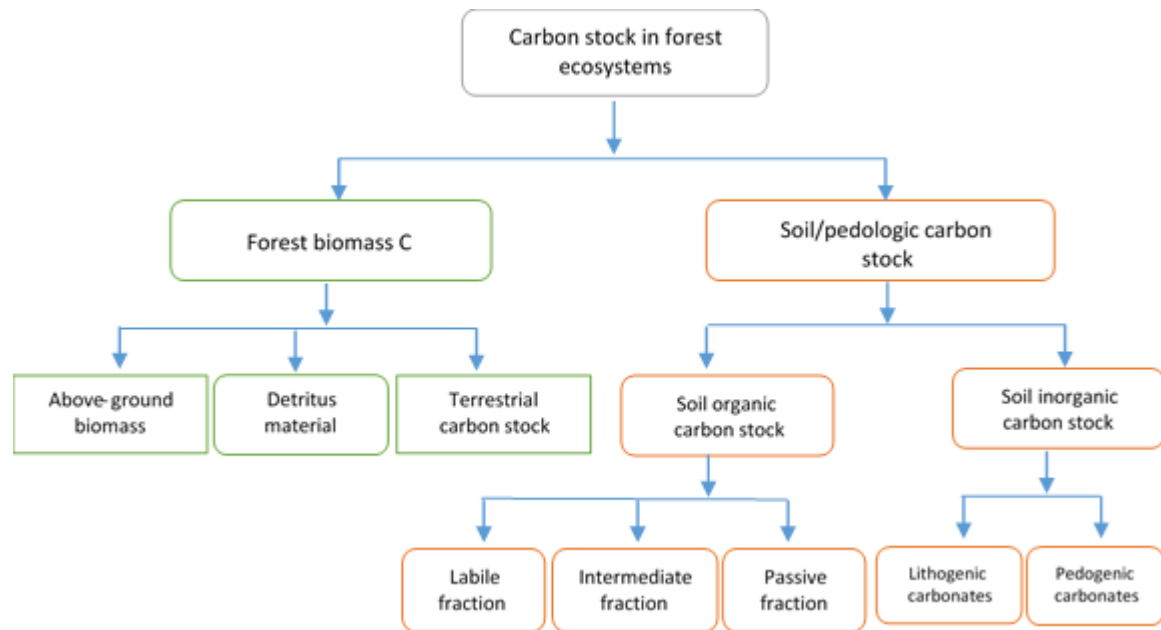 Carbon stock in forest
ecosystems
Forest biomass C
Soil/pedologic carbon
stock
Above-ground
biomass
Detritus
material
Terrestrial
carbon stock
Soil organic
carbon stock
Soil inorganic
carbon stock
Labile
fraction
Intermediate
fraction
Passive
fraction
Lithogenic
carbonates
Pedogenic
carbonates